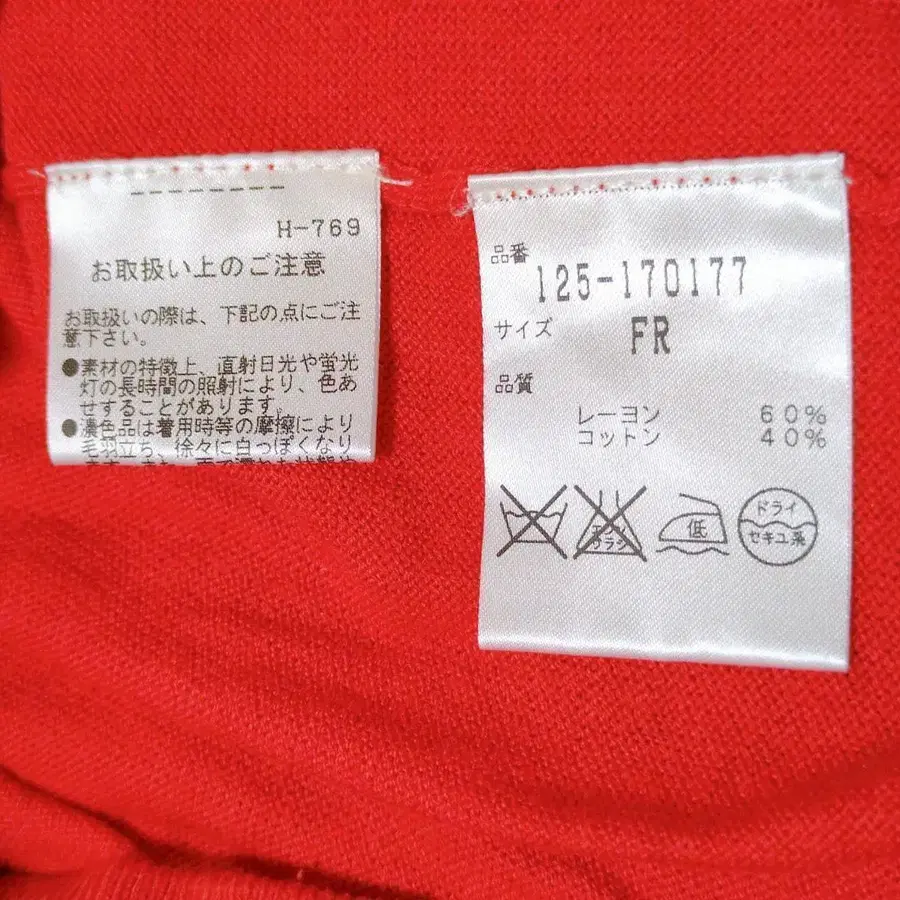 H-769
お取扱い上のご注意
お取扱いの際は、下記の点にご注
意下さい。
●素材の特徴上、直射日光や蛍光
灯の長時間の照射により、色あ
せすることがあります。
●濃色品は着用時等の摩擦により
毛羽立ち、徐々に白っぽくなり
品番
125-170177
サイズ
FR
品質
レーヨン 60%
コットン 40%
エンソ
ブラシ
低
ドライ
セキユ系